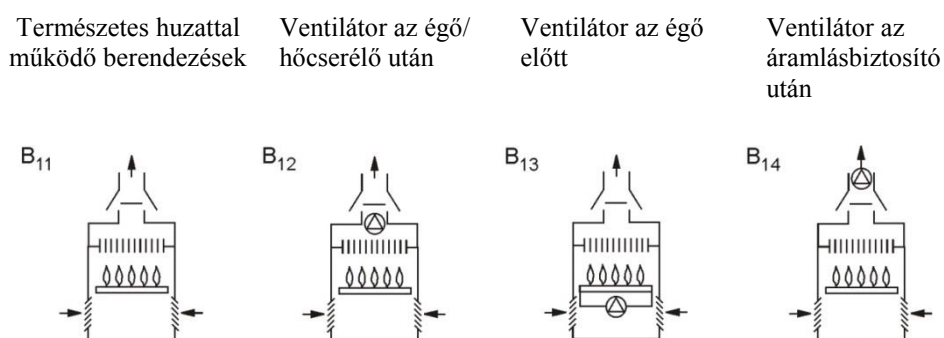 Természetes huzattal
működő berendezések
Ventilátor az égő/
hőcserélő után
Ventilátor az égő
előtt
Ventilátor az
áramlásbiztosító
után
B11
B12
B13
B14